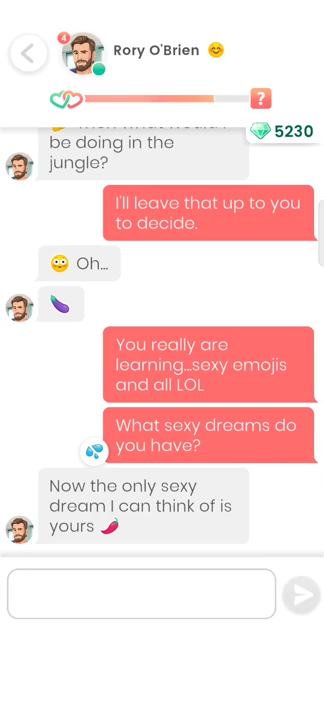 4
Rory O'Brien 😊
?
5230
be doing in the
jungle?
I'll leave that up to you
to decide.
😳 Oh...
🍆
You really are
learning...sexy emojis
and all LOL
What sexy dreams do
you have?
💦
Now the only sexy
dream I can think of is
yours 🌶️